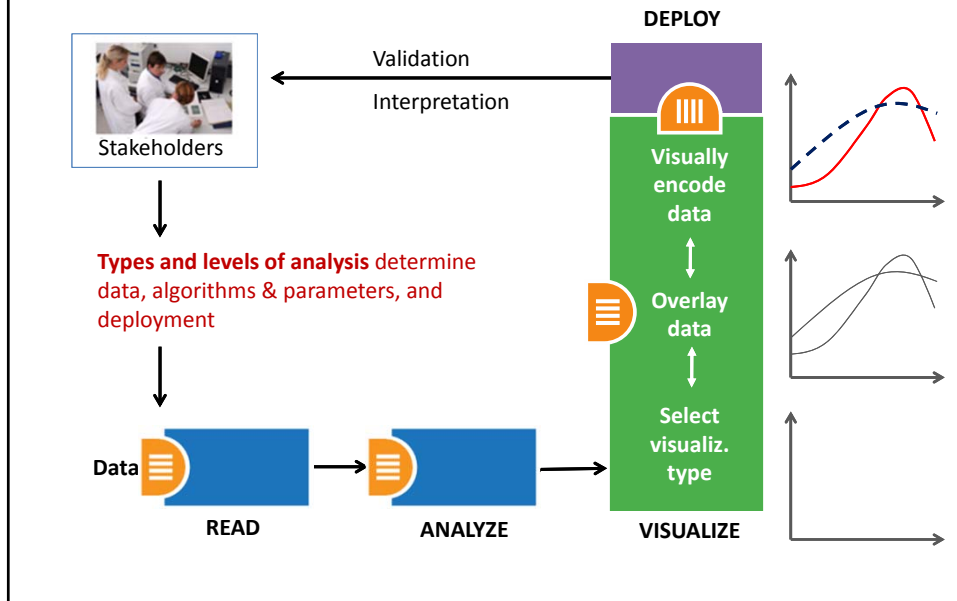 DEPLOY
Validation
Interpretation
Stakeholders
Visually
encode
data
Types and levels of analysis determine
data, algorithms & parameters, and
deployment
Overlay
data
Select
visualiz.
type
Data
READ
ANALYZE
VISUALIZE